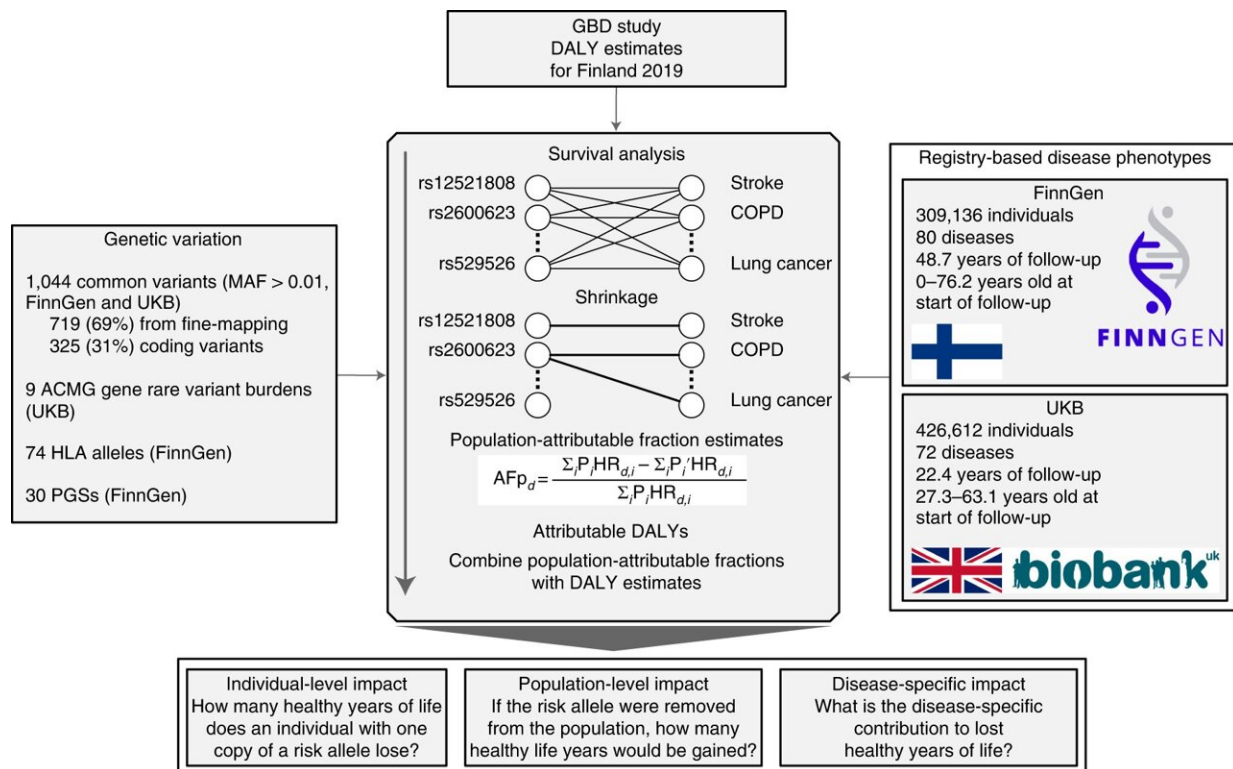 GBD study
DALY estimates
for Finland 2019
Genetic variation
1,044 common variants (MAF > 0.01,
FinnGen and UKB)
719 (69%) from fine-mapping
325 (31%) coding variants
9 ACMG gene rare variant burdens
(UKB)
74 HLA alleles (FinnGen)
30 PGSs (FinnGen)
Survival analysis
rs12521808 Stroke
rs2600623 COPD
rs529526 Lung cancer
Shrinkage
rs12521808 Stroke
rs2600623 COPD
rs529526 Lung cancer
Population-attributable fraction estimates
AFp_d = (Σ_i P_i HR_{d,i} – Σ_i P_i′ HR_{d,i}) / (Σ_i P_i HR_{d,i})
Attributable DALYs
Combine population-attributable fractions
with DALY estimates
Registry-based disease phenotypes
FinnGen
309,136 individuals
80 diseases
48.7 years of follow-up
0–76.2 years old at
start of follow-up
FINNGEN
UKB
426,612 individuals
72 diseases
22.4 years of follow-up
27.3–63.1 years old at
start of follow-up
biobank uk
Individual-level impact
How many healthy years of life
does an individual with one
copy of a risk allele lose?
Population-level impact
If the risk allele were removed
from the population, how many
healthy life years would be gained?
Disease-specific impact
What is the disease-specific
contribution to lost
healthy years of life?